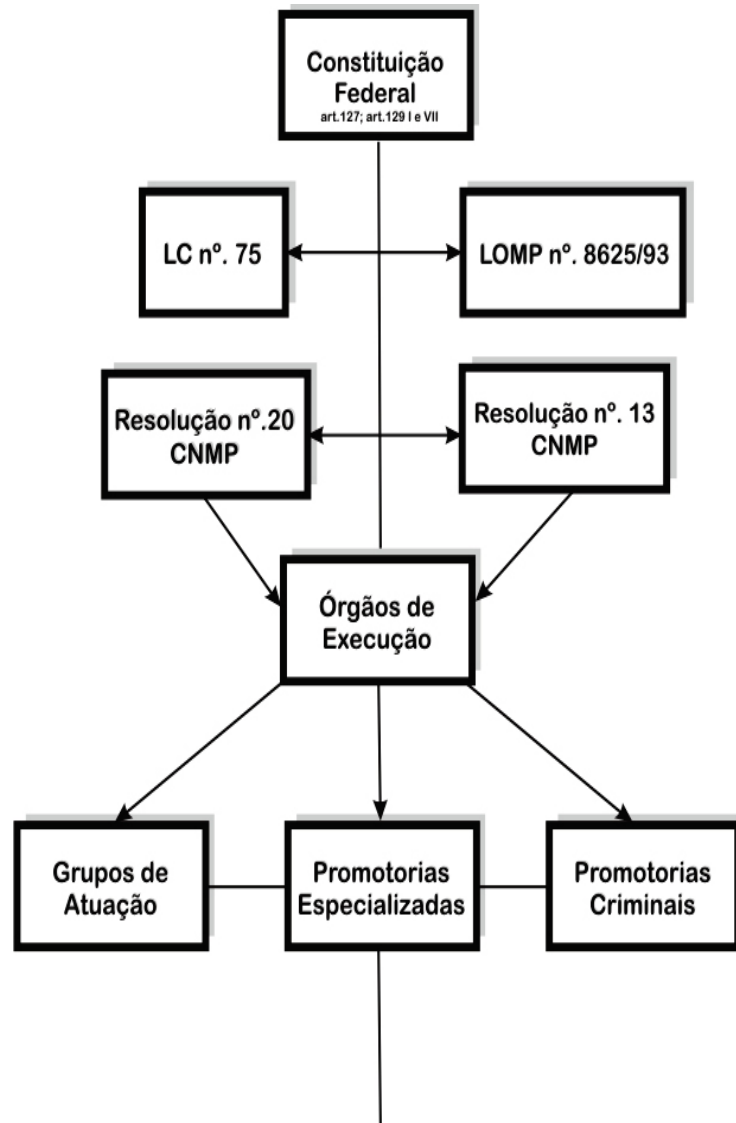 Constituição
Federal
art.127; art.129 I e VII
LC nº. 75
LOMP nº. 8625/93
Resolução nº.20
CNMP
Resolução nº. 13
CNMP
Órgãos de
Execução
Grupos de
Atuação
Promotorias
Especializadas
Promotorias
Criminais